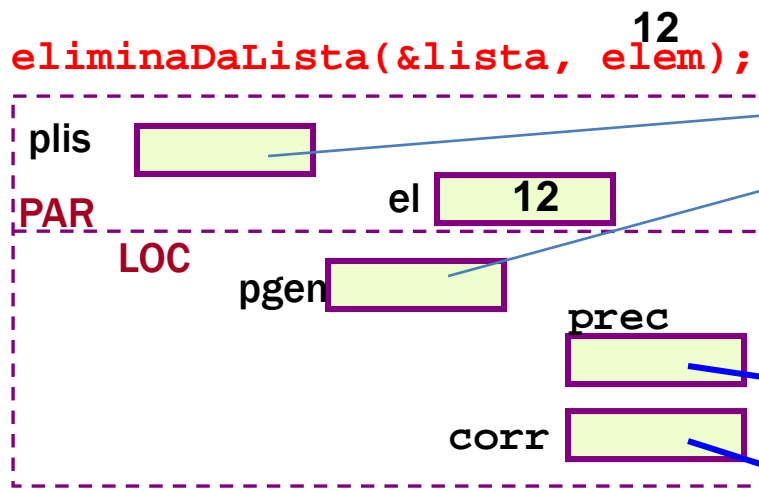 12
eliminaDaLista(&lista, elem);
plis
el 12
PAR
LOC
pgen
prec
corr